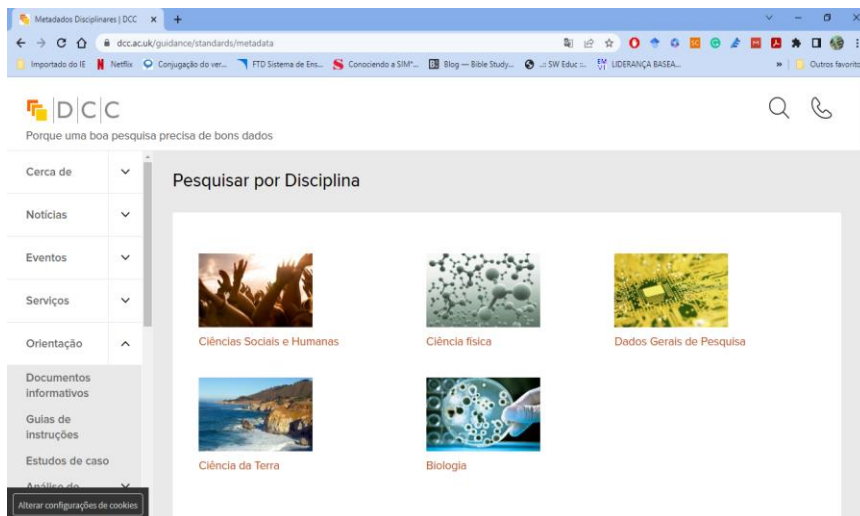 Metadados Disciplinares | DCC
dcc.ac.uk/guidance/standards/metadata
Importado do IE Netflix Conjugação do ver... FTD Sistema de Ens... Conociendo a SIM"... Blog — Bible Study... ..:: SW Educ ::.. LIDERANÇA BASEA... Outros favorito
D|C|C
Porque uma boa pesquisa precisa de bons dados
Cerca de
Notícias
Eventos
Serviços
Orientação
Documentos
informativos
Guias de
instruções
Estudos de caso
Análise de
Alterar configurações de cookies
Pesquisar por Disciplina
Ciências Sociais e Humanas
Ciência física
Dados Gerais de Pesquisa
Ciência da Terra
Biologia